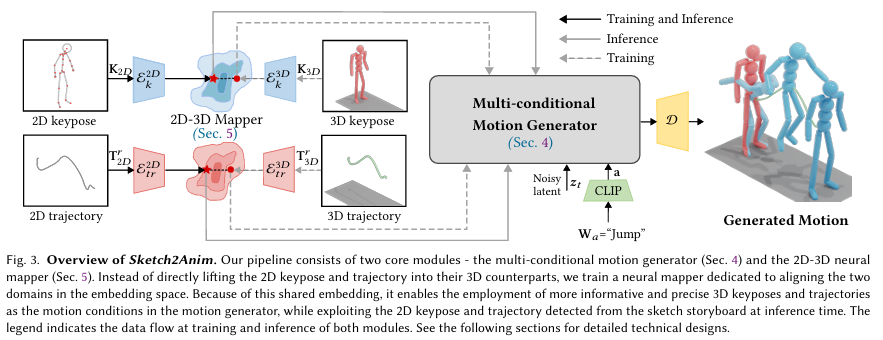 Training and Inference
Inference
Training
K2D
ℰk2D
ℰk3D
K3D
2D keypose
2D-3D Mapper
(Sec. 5)
3D keypose
Multi-conditional
Motion Generator
(Sec. 4)
𝒟
Tr2D
ℰtr2D
ℰtr3D
Tr3D
2D trajectory
3D trajectory
Noisy
latent
zt
a
CLIP
Wa="Jump"
Generated Motion
Fig. 3. Overview of Sketch2Anim. Our pipeline consists of two core modules - the multi-conditional motion generator (Sec. 4) and the 2D-3D neural
mapper (Sec. 5). Instead of directly lifting the 2D keypose and trajectory into their 3D counterparts, we train a neural mapper dedicated to aligning the two
domains in the embedding space. Because of this shared embedding, it enables the employment of more informative and precise 3D keyposes and trajectories
as the motion conditions in the motion generator, while exploiting the 2D keypose and trajectory detected from the sketch storyboard at inference time. The
legend indicates the data flow at training and inference of both modules. See the following sections for detailed technical designs.